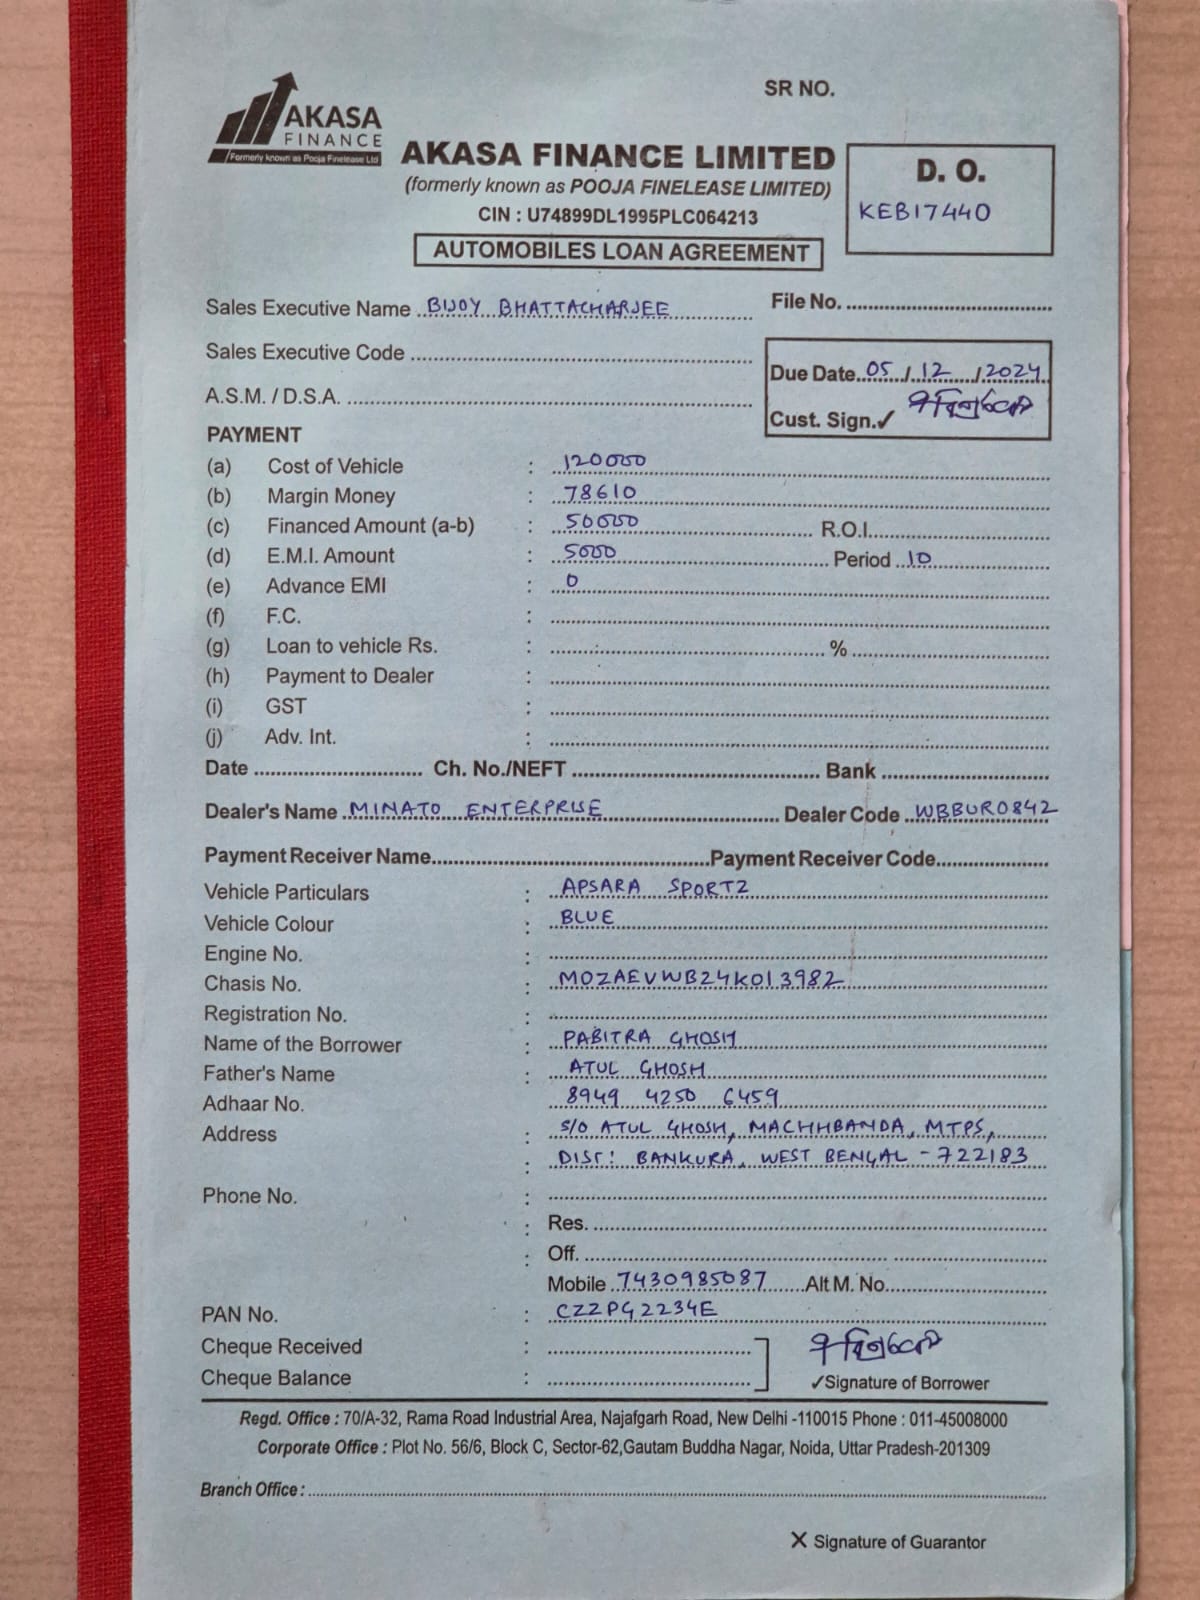 SR NO.
AKASA
FINANCE
Formerly known as Pooja Finelease Ltd
AKASA FINANCE LIMITED
(formerly known as POOJA FINELEASE LIMITED)
CIN : U74899DL1995PLC064213
AUTOMOBILES LOAN AGREEMENT
D. O.
KEB17440
Sales Executive Name BIJOY BHATTACHARJEE File No.
Sales Executive Code
Due Date 05 / 12 / 2024
A.S.M. / D.S.A.
Cust. Sign.✓
PAYMENT
(a) Cost of Vehicle : 120000
(b) Margin Money : 78610
(c) Financed Amount (a-b) : 50000 R.O.I.
(d) E.M.I. Amount : 5000 Period 10
(e) Advance EMI : 0
(f) F.C. :
(g) Loan to vehicle Rs. : %
(h) Payment to Dealer :
(i) GST :
(j) Adv. Int. :
Date Ch. No./NEFT Bank
Dealer's Name MINATO ENTERPRISE Dealer Code WBBUR0842
Payment Receiver Name Payment Receiver Code
Vehicle Particulars : APSARA SPORTZ
Vehicle Colour : BLUE
Engine No. :
Chasis No. : MOZAEVWB24K013982
Registration No. :
Name of the Borrower : PABITRA GHOSH
Father's Name : ATUL GHOSH
Adhaar No. 8949 4250 6459
Address : S/O ATUL GHOSH, MACHHBANDA, MTPS,
: DIST: BANKURA, WEST BENGAL - 722183
Phone No. :
: Res.
: Off.
Mobile 7430985087 Alt M. No.
PAN No. : CZZPG2234E
Cheque Received :
Cheque Balance : ✓Signature of Borrower
Regd. Office : 70/A-32, Rama Road Industrial Area, Najafgarh Road, New Delhi -110015 Phone : 011-45008000
Corporate Office : Plot No. 56/6, Block C, Sector-62,Gautam Buddha Nagar, Noida, Uttar Pradesh-201309
Branch Office :
X Signature of Guarantor